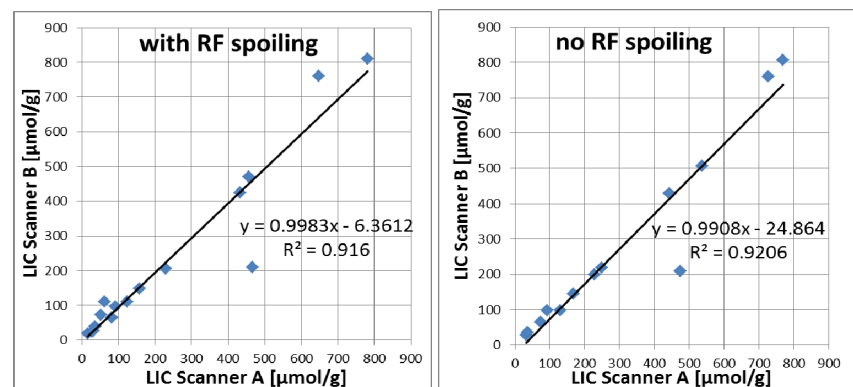 with RF spoiling
LIC Scanner B [µmol/g]
900
800
700
600
500
400
300
200
100
0
y = 0.9983x - 6.3612
R² = 0.916
0 100 200 300 400 500 600 700 800 900
LIC Scanner A [µmol/g]
no RF spoiling
LIC Scanner B [µmol/g]
900
800
700
600
500
400
300
200
100
0
y = 0.9908x - 24.864
R² = 0.9206
0 100 200 300 400 500 600 700 800 900
LIC Scanner A [µmol/g]